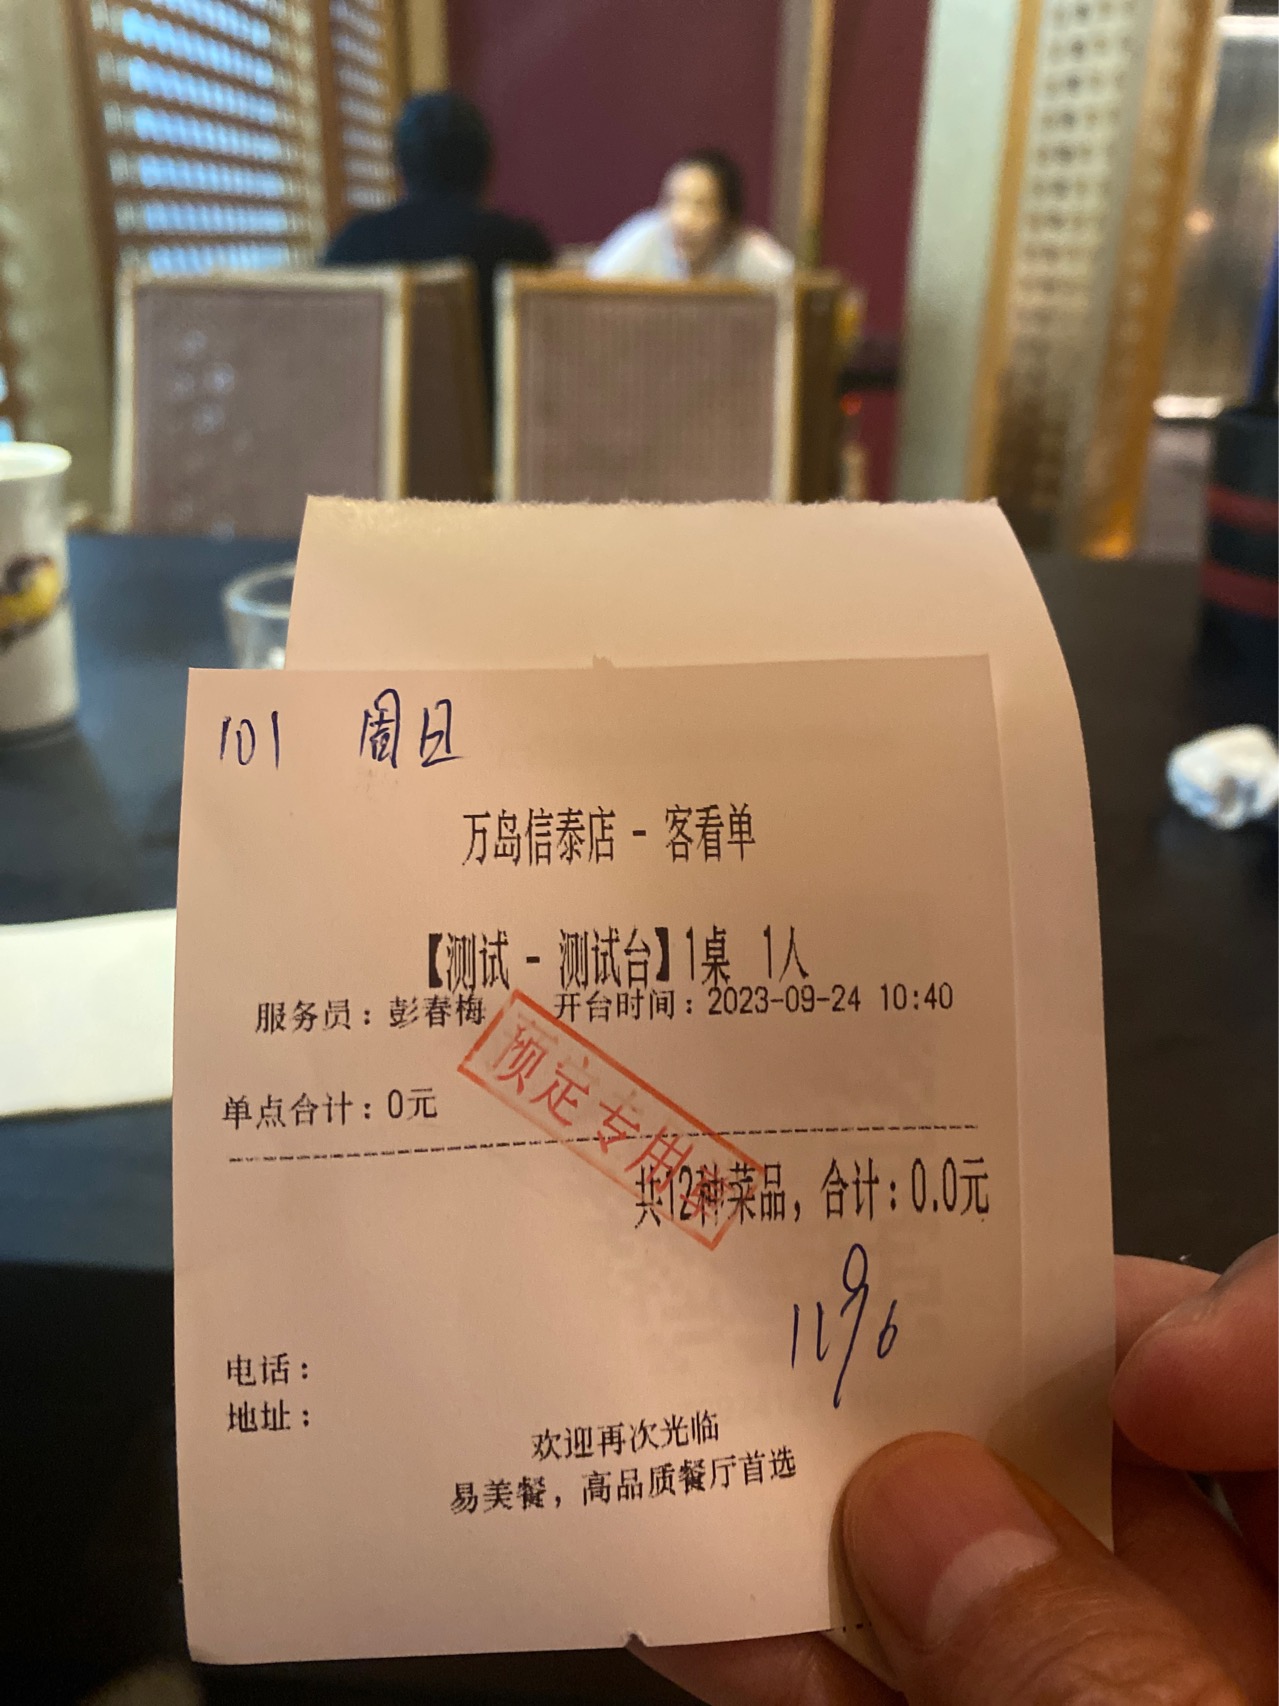 101 周日
万岛信泰店 - 客看单
【测试 - 测试台】1桌 1人
服务员：彭春梅 开台时间：2023-09-24 10:40
预定专用章
单点合计：0元
共12种菜品，合计：0.0元
电话：
地址：
欢迎再次光临
易美餐，高品质餐厅首选